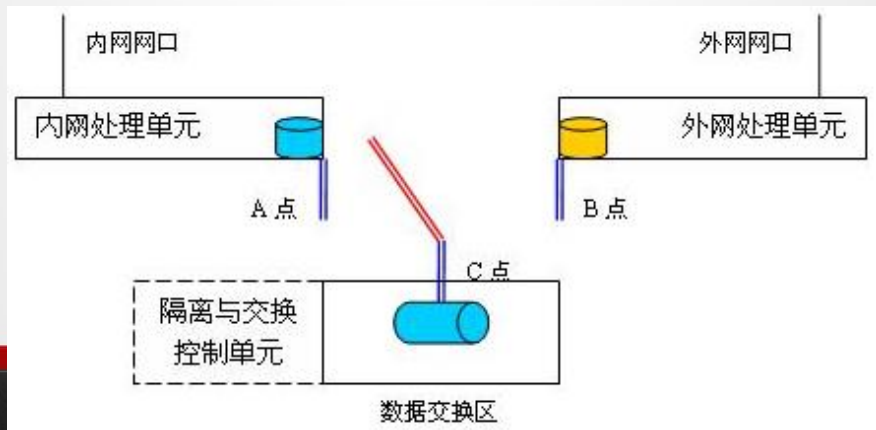 内网网口
外网网口
内网处理单元
外网处理单元
A 点
B 点
C 点
隔离与交换
控制单元
数据交换区